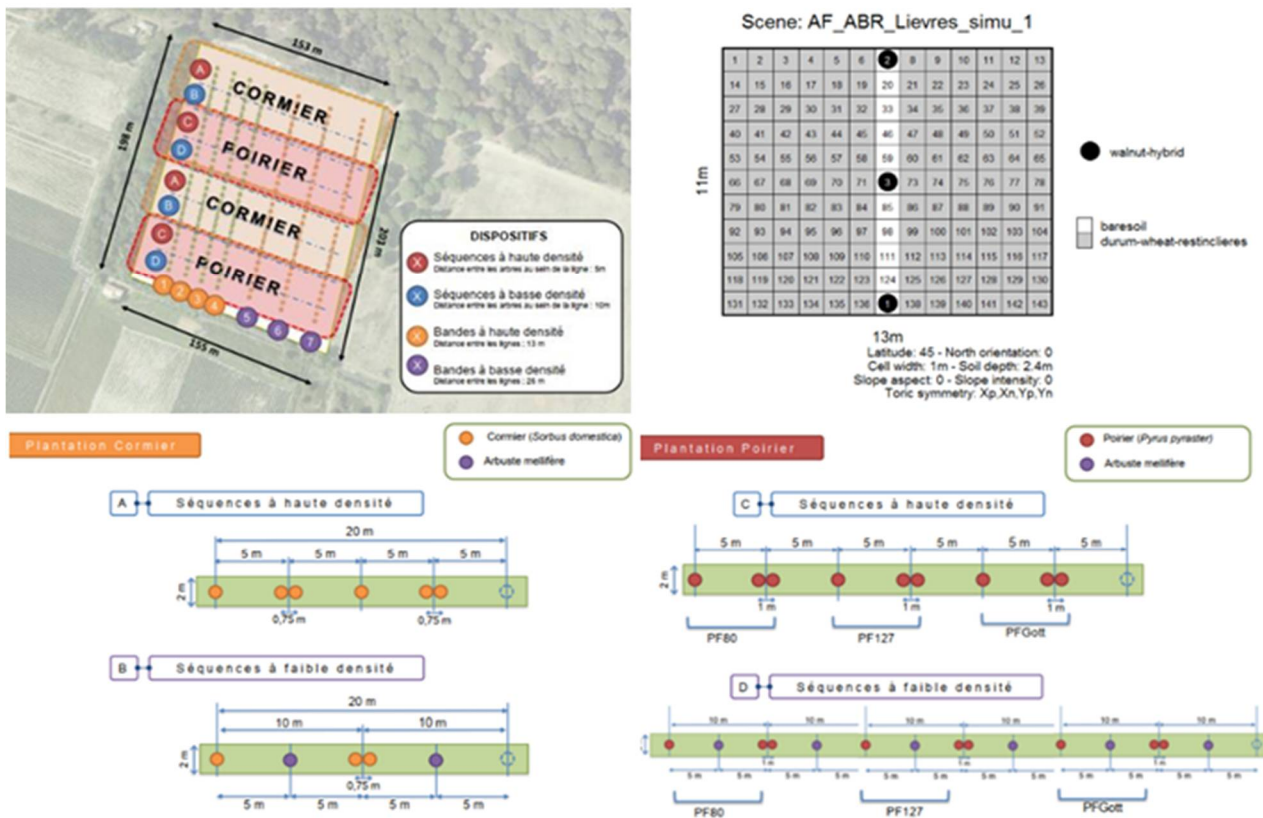 153 m
198 m
203 m
155 m
A
CORMIER
B
C
POIRIER
D
A
CORMIER
B
C
POIRIER
D
1 2 3 4 5 6 7
DISPOSITIFS
X Séquences à haute densité
Distance entre les arbres au sein de la ligne : 5m
X Séquences à basse densité
Distance entre les arbres au sein de la ligne : 10m
X Bandes à haute densité
Distance entre les lignes : 13 m
X Bandes à basse densité
Distance entre les lignes : 26 m
Scene: AF_ABR_Lievres_simu_1
1 2 3 4 5 6 2 8 9 10 11 12 13
14 15 16 17 18 19 20 21 22 23 24 25 26
27 28 29 30 31 32 33 34 35 36 37 38 39
40 41 42 43 44 45 46 47 48 49 50 51 52
53 54 55 56 57 58 59 60 61 62 63 64 65
66 67 68 69 70 71 3 73 74 75 76 77 78
79 80 81 82 83 84 85 86 87 88 89 90 91
92 93 94 95 96 97 98 99 100 101 102 103 104
105 106 107 108 109 110 111 112 113 114 115 116 117
118 119 120 121 122 123 124 125 126 127 128 129 130
131 132 133 134 135 136 1 138 139 140 141 142 143
11m
walnut-hybrid
baresoil
durum-wheat-restinclieres
13m
Latitude: 45 - North orientation: 0
Cell width: 1m - Soil depth: 2.4m
Slope aspect: 0 - Slope intensity: 0
Toric symmetry: Xp,Xn,Yp,Yn
Plantation Cormier
Cormier (Sorbus domestica)
Arbuste mellifère
A Séquences à haute densité
20 m
5 m 5 m 5 m 5 m
2 m
0,75 m 0,75 m
B Séquences à faible densité
20 m
10 m 10 m
2 m
0,75 m
5 m 5 m 5 m 5 m
Plantation Poirier
Poirier (Pyrus pyraster)
Arbuste mellifère
C Séquences à haute densité
5 m 5 m 5 m 5 m 5 m 5 m
2 m
1 m 1 m 1 m
PF80 PF127 PFGott
D Séquences à faible densité
10 m 10 m 10 m 10 m 10 m 10 m
1 m 1 m 1 m
5 m 5 m 5 m 5 m 5 m 5 m 5 m 5 m 5 m 5 m 5 m 5 m
PF80 PF127 PFGott